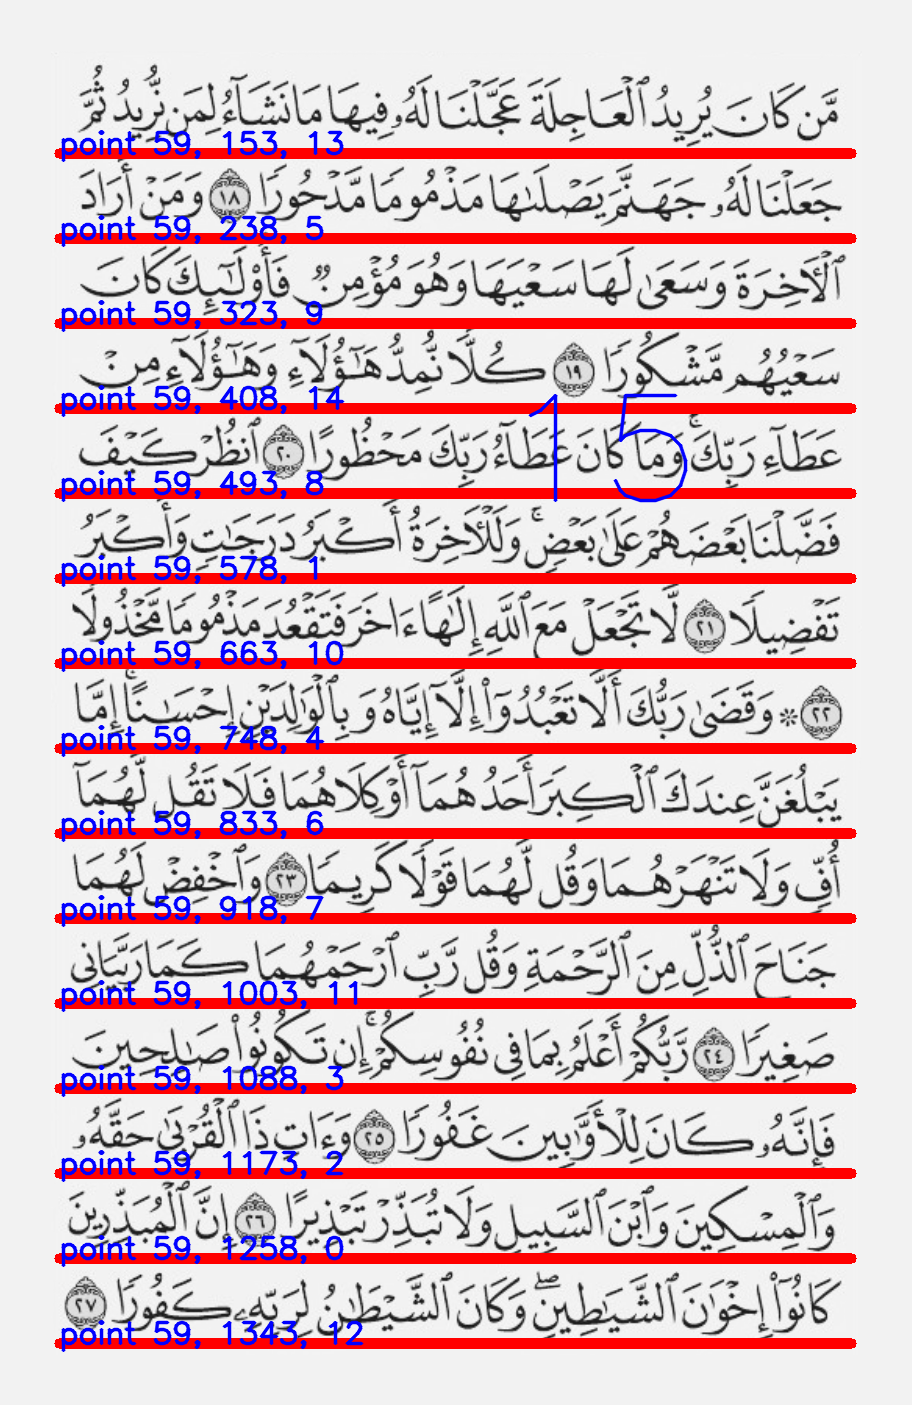 مَّن كَانَ يُرِيدُ ٱلْعَاجِلَةَ عَجَّلْنَا لَهُۥ فِيهَا مَا نَشَآءُ لِمَن نُّرِيدُ ثُمَّ
point 59, 153, 13
جَعَلْنَا لَهُۥ جَهَنَّمَ يَصْلَىٰهَا مَذْمُومًا مَّدْحُورًا ١٨ وَمَنْ أَرَادَ
point 59, 238, 5
ٱلْءَاخِرَةَ وَسَعَىٰ لَهَا سَعْيَهَا وَهُوَ مُؤْمِنٌ فَأُو۟لَـٰٓئِكَ كَانَ
point 59, 323, 9
سَعْيُهُم مَّشْكُورًا ١٩ كُلًّا نُّمِدُّ هَـٰٓؤُلَآءِ وَهَـٰٓؤُلَآءِ مِنْ
point 59, 408, 14
15
عَطَآءِ رَبِّكَ ۚ وَمَا كَانَ عَطَآءُ رَبِّكَ مَحْظُورًا ٢٠ ٱنظُرْ كَيْفَ
point 59, 493, 8
فَضَّلْنَا بَعْضَهُمْ عَلَىٰ بَعْضٍ ۚ وَلَلْءَاخِرَةُ أَكْبَرُ دَرَجَـٰتٍ وَأَكْبَرُ
point 59, 578, 1
تَفْضِيلًا ٢١ لَّا تَجْعَلْ مَعَ ٱللَّهِ إِلَـٰهًا ءَاخَرَ فَتَقْعُدَ مَذْمُومًا مَّخْذُولًا
point 59, 663, 10
٢٢ ۞ وَقَضَىٰ رَبُّكَ أَلَّا تَعْبُدُوٓا۟ إِلَّآ إِيَّاهُ وَبِٱلْوَٰلِدَيْنِ إِحْسَـٰنًا ۚ إِمَّا
point 59, 748, 4
يَبْلُغَنَّ عِندَكَ ٱلْكِبَرَ أَحَدُهُمَآ أَوْ كِلَاهُمَا فَلَا تَقُل لَّهُمَآ
point 59, 833, 6
أُفٍّ وَلَا تَنْهَرْهُمَا وَقُل لَّهُمَا قَوْلًا كَرِيمًا ٢٣ وَٱخْفِضْ لَهُمَا
point 59, 918, 7
جَنَاحَ ٱلذُّلِّ مِنَ ٱلرَّحْمَةِ وَقُل رَّبِّ ٱرْحَمْهُمَا كَمَا رَبَّيَانِى
point 59, 1003, 11
صَغِيرًا ٢٤ رَّبُّكُمْ أَعْلَمُ بِمَا فِى نُفُوسِكُمْ ۚ إِن تَكُونُوا۟ صَـٰلِحِينَ
point 59, 1088, 3
فَإِنَّهُۥ كَانَ لِلْأَوَّٰبِينَ غَفُورًا ٢٥ وَءَاتِ ذَا ٱلْقُرْبَىٰ حَقَّهُۥ
point 59, 1173, 2
وَٱلْمِسْكِينَ وَٱبْنَ ٱلسَّبِيلِ وَلَا تُبَذِّرْ تَبْذِيرًا ٢٦ إِنَّ ٱلْمُبَذِّرِينَ
point 59, 1258, 0
كَانُوٓا۟ إِخْوَٰنَ ٱلشَّيَـٰطِينِ ۖ وَكَانَ ٱلشَّيْطَـٰنُ لِرَبِّهِۦ كَفُورًا ٢٧
point 59, 1343, 12